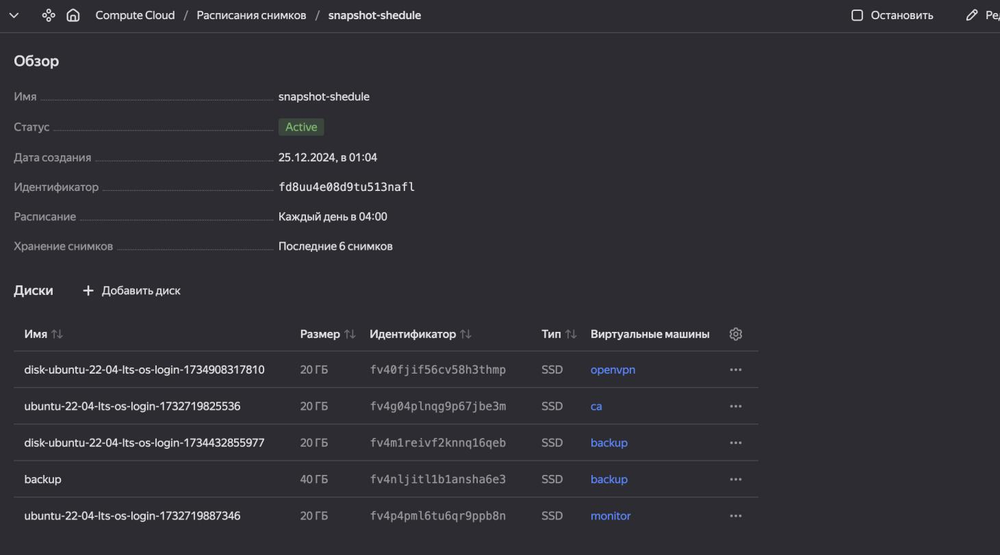 Compute Cloud / Расписания снимков / snapshot-shedule Остановить Ред
Обзор
Имя snapshot-shedule
Статус Active
Дата создания 25.12.2024, в 01:04
Идентификатор fd8uu4e08d9tu513nafl
Расписание Каждый день в 04:00
Хранение снимков Последние 6 снимков
Диски + Добавить диск
Имя Размер Идентификатор Тип Виртуальные машины
disk-ubuntu-22-04-lts-os-login-1734908317810 20 ГБ fv40fjif56cv58h3thmp SSD openvpn
ubuntu-22-04-lts-os-login-1732719825536 20 ГБ fv4g04plnqg9p67jbe3m SSD ca
disk-ubuntu-22-04-lts-os-login-1734432855977 20 ГБ fv4m1reivf2knnq16qeb SSD backup
backup 40 ГБ fv4nljitl1b1ansha6e3 SSD backup
ubuntu-22-04-lts-os-login-1732719887346 20 ГБ fv4p4pml6tu6qr9ppb8n SSD monitor